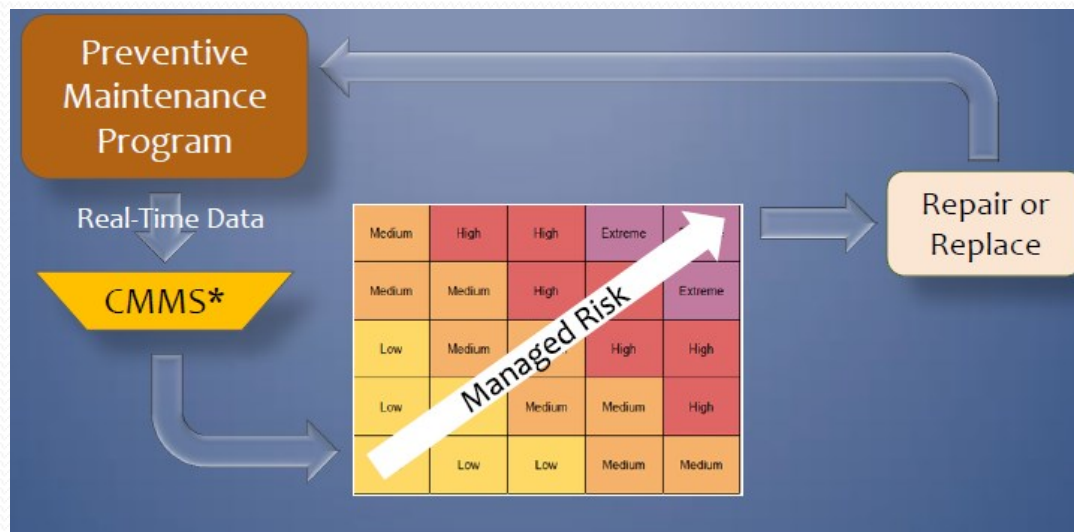 Preventive
Maintenance
Program
Real-Time Data
CMMS*
Medium High High Extreme
Medium Medium High Extreme
Low Medium High High
Low Medium Medium High
Low Low Medium Medium
Managed Risk
Repair or
Replace